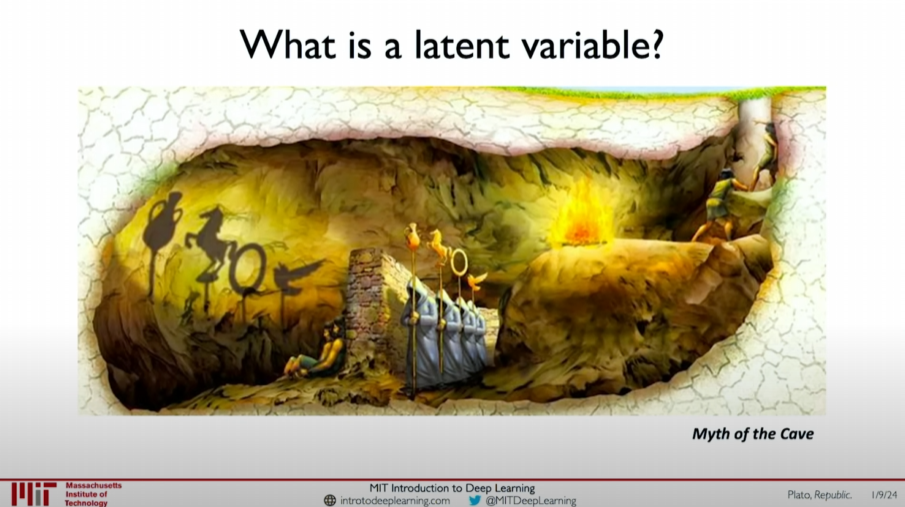 What is a latent variable?
Myth of the Cave
MIT
Massachusetts
Institute of
Technology
MIT Introduction to Deep Learning
introtodeeplearning.com @MITDeepLearning
Plato, Republic. 1/9/24